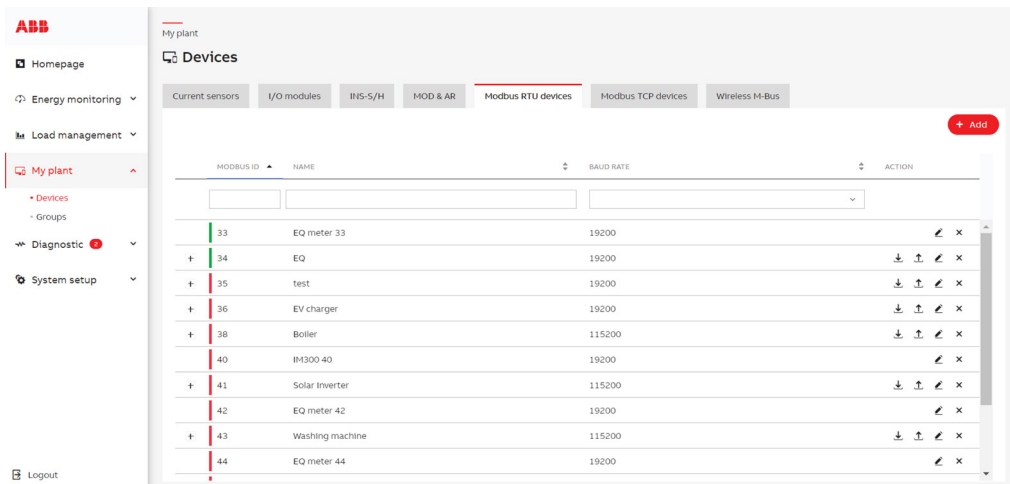 ABB
Homepage
Energy monitoring
Load management
My plant
• Devices
- Groups
Diagnostic 2
System setup
Logout
My plant
Devices
Current sensors I/O modules INS-S/H MOD & AR Modbus RTU devices Modbus TCP devices Wireless M-Bus
+ Add
MODBUS ID NAME BAUD RATE ACTION
33 EQ meter 33 19200
+ 34 EQ 19200
+ 35 test 19200
+ 36 EV charger 19200
+ 38 Boiler 115200
40 IM300 40 19200
+ 41 Solar Inverter 115200
42 EQ meter 42 19200
+ 43 Washing machine 115200
44 EQ meter 44 19200